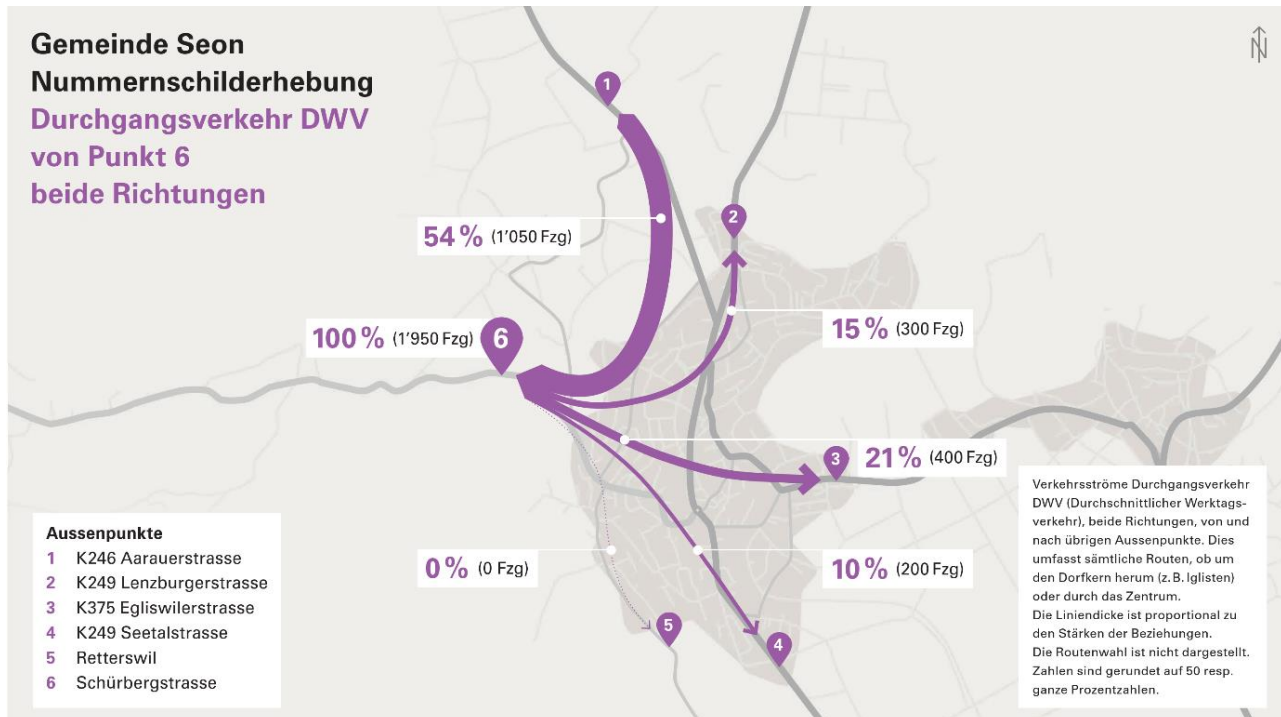 Gemeinde Seon
Nummernschilderhebung
Durchgangsverkehr DWV
von Punkt 6
beide Richtungen
N
1
2
54 % (1'050 Fzg)
15 % (300 Fzg)
100 % (1'950 Fzg)
6
3
21 % (400 Fzg)
0 % (0 Fzg)
10 % (200 Fzg)
5
4
Aussenpunkte
1 K246 Aarauerstrasse
2 K249 Lenzburgerstrasse
3 K375 Egliswilerstrasse
4 K249 Seetalstrasse
5 Retterswil
6 Schürbergstrasse
Verkehrsströme Durchgangsverkehr
DWV (Durchschnittlicher Werktags-
verkehr), beide Richtungen, von und
nach übrigen Aussenpunkte. Dies
umfasst sämtliche Routen, ob um
den Dorfkern herum (z. B. Iglisten)
oder durch das Zentrum.
Die Liniendicke ist proportional zu
den Stärken der Beziehungen.
Die Routenwahl ist nicht dargestellt.
Zahlen sind gerundet auf 50 resp.
ganze Prozentzahlen.